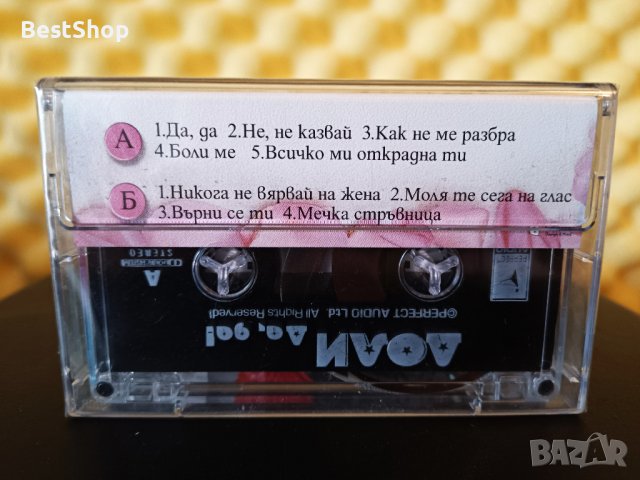 BestShop
А 1.Да, да 2.Не, не казвай 3.Как не ме разбра
4.Боли ме 5.Всичко ми открадна ти
Б 1.Никога не вярвай на жена 2.Моля те сега на глас
3.Върни се ти 4.Мечка стръвница
A
STEREO
©PERFECT AUDIO Ltd. All Rights Reserved!
ДОЛИ Да, да!
BAZAR